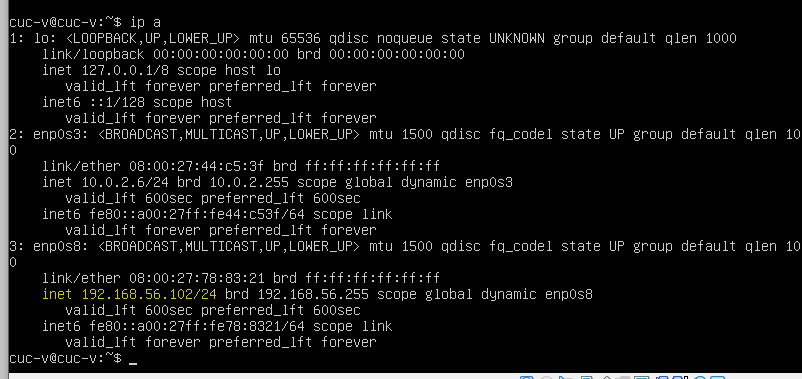 cuc-v@cuc-v:~$ ip a
1: lo: <LOOPBACK,UP,LOWER_UP> mtu 65536 qdisc noqueue state UNKNOWN group default qlen 1000
    link/loopback 00:00:00:00:00:00 brd 00:00:00:00:00:00
    inet 127.0.0.1/8 scope host lo
       valid_lft forever preferred_lft forever
    inet6 ::1/128 scope host
       valid_lft forever preferred_lft forever
2: enp0s3: <BROADCAST,MULTICAST,UP,LOWER_UP> mtu 1500 qdisc fq_codel state UP group default qlen 100
0
    link/ether 08:00:27:44:c5:3f brd ff:ff:ff:ff:ff:ff
    inet 10.0.2.6/24 brd 10.0.2.255 scope global dynamic enp0s3
       valid_lft 600sec preferred_lft 600sec
    inet6 fe80::a00:27ff:fe44:c53f/64 scope link
       valid_lft forever preferred_lft forever
3: enp0s8: <BROADCAST,MULTICAST,UP,LOWER_UP> mtu 1500 qdisc fq_codel state UP group default qlen 100
0
    link/ether 08:00:27:78:83:21 brd ff:ff:ff:ff:ff:ff
    inet 192.168.56.102/24 brd 192.168.56.255 scope global dynamic enp0s8
       valid_lft 600sec preferred_lft 600sec
    inet6 fe80::a00:27ff:fe78:8321/64 scope link
       valid_lft forever preferred_lft forever
cuc-v@cuc-v:~$ _